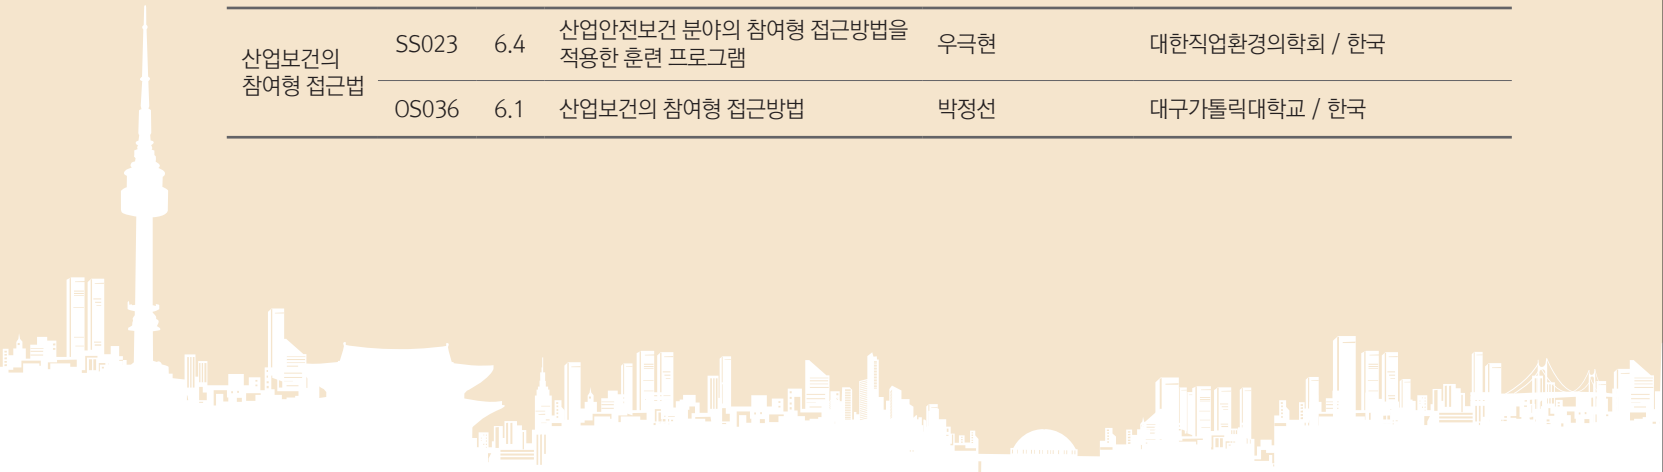 산업보건의
참여형 접근법
SS023 6.4 산업안전보건 분야의 참여형 접근방법을
적용한 훈련 프로그램 우극현 대한직업환경의학회 / 한국
OS036 6.1 산업보건의 참여형 접근방법 박정선 대구가톨릭대학교 / 한국